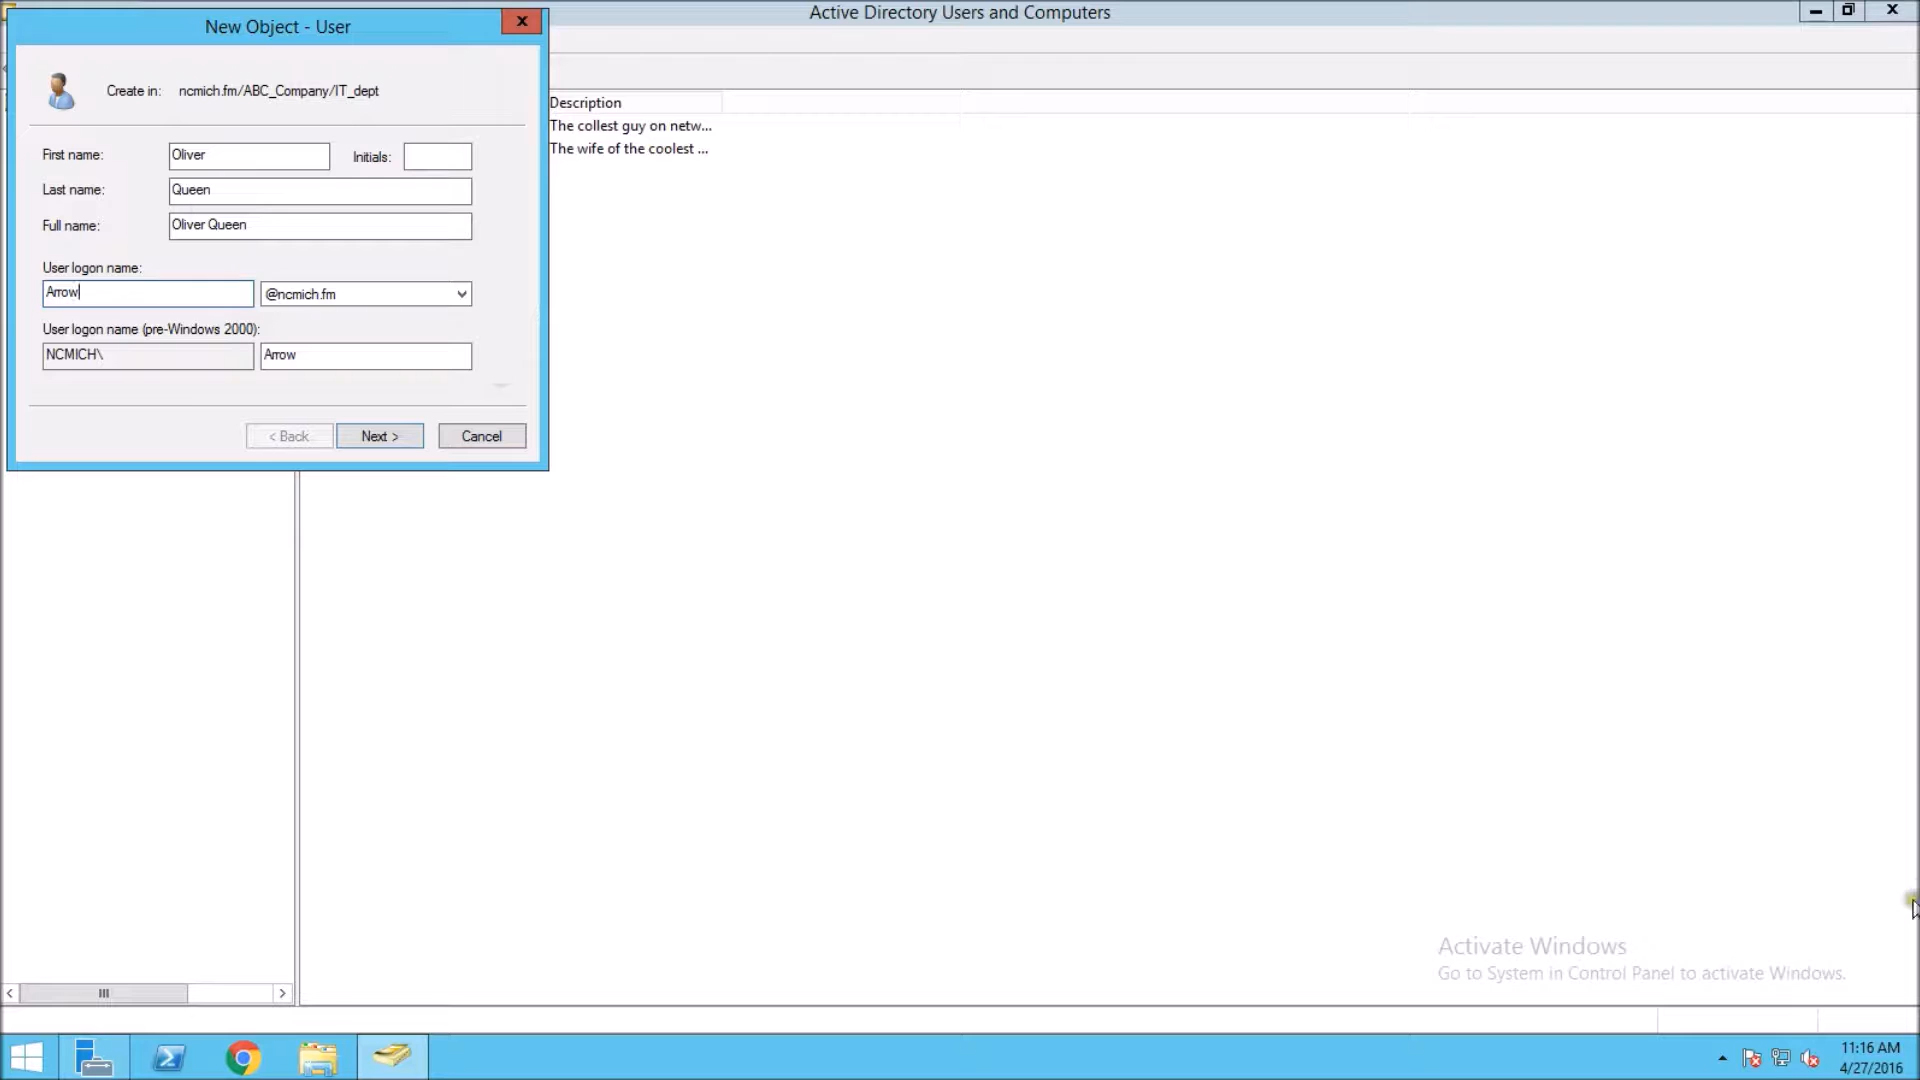 New Object - User
x
Active Directory Users and Computers
Create in: ncmich.fm/ABC_Company/IT_dept
Description
The collest guy on netw...
The wife of the coolest ...
First name: Oliver Initials:
Last name: Queen
Full name: Oliver Queen
User logon name:
Arrow @ncmich.fm
User logon name (pre-Windows 2000):
NCMICH\ Arrow
< Back Next > Cancel
Activate Windows
Go to System in Control Panel to activate Windows.
11:16 AM
4/27/2016